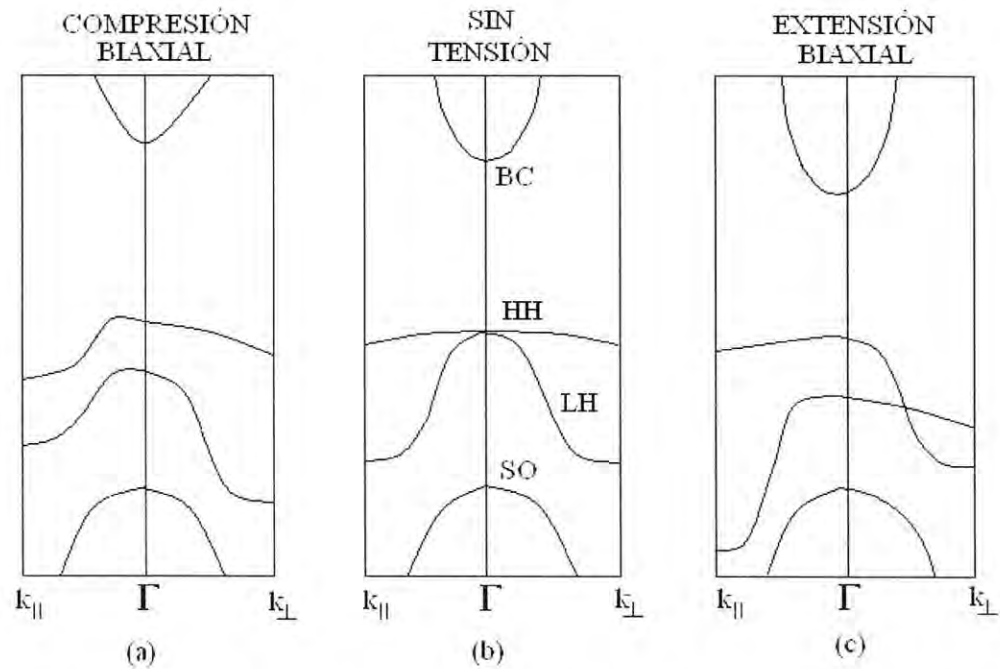 COMPRESIÓN
BIAXIAL
SIN
TENSIÓN
EXTENSIÓN
BIAXIAL
BC
HH
LH
SO
k||
Γ
k⊥
k||
Γ
k⊥
k||
Γ
k⊥
(a)
(b)
(c)